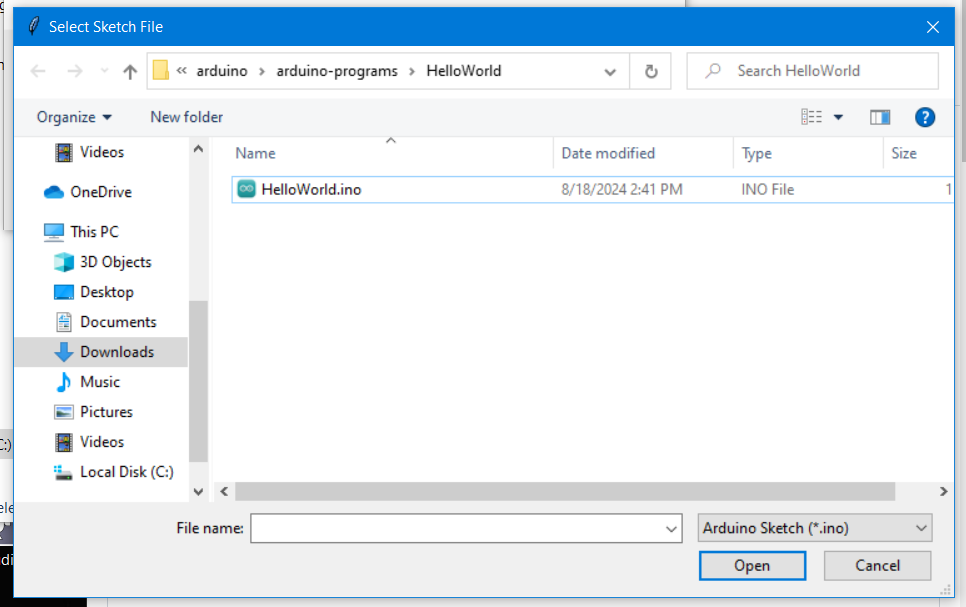 Select Sketch File
« arduino › arduino-programs › HelloWorld
Search HelloWorld
Organize
New folder
?
Videos
OneDrive
This PC
3D Objects
Desktop
Documents
Downloads
Music
Pictures
Videos
Local Disk (C:)
Name Date modified Type Size
HelloWorld.ino 8/18/2024 2:41 PM INO File 1
File name:
Arduino Sketch (*.ino)
Open
Cancel
C:)